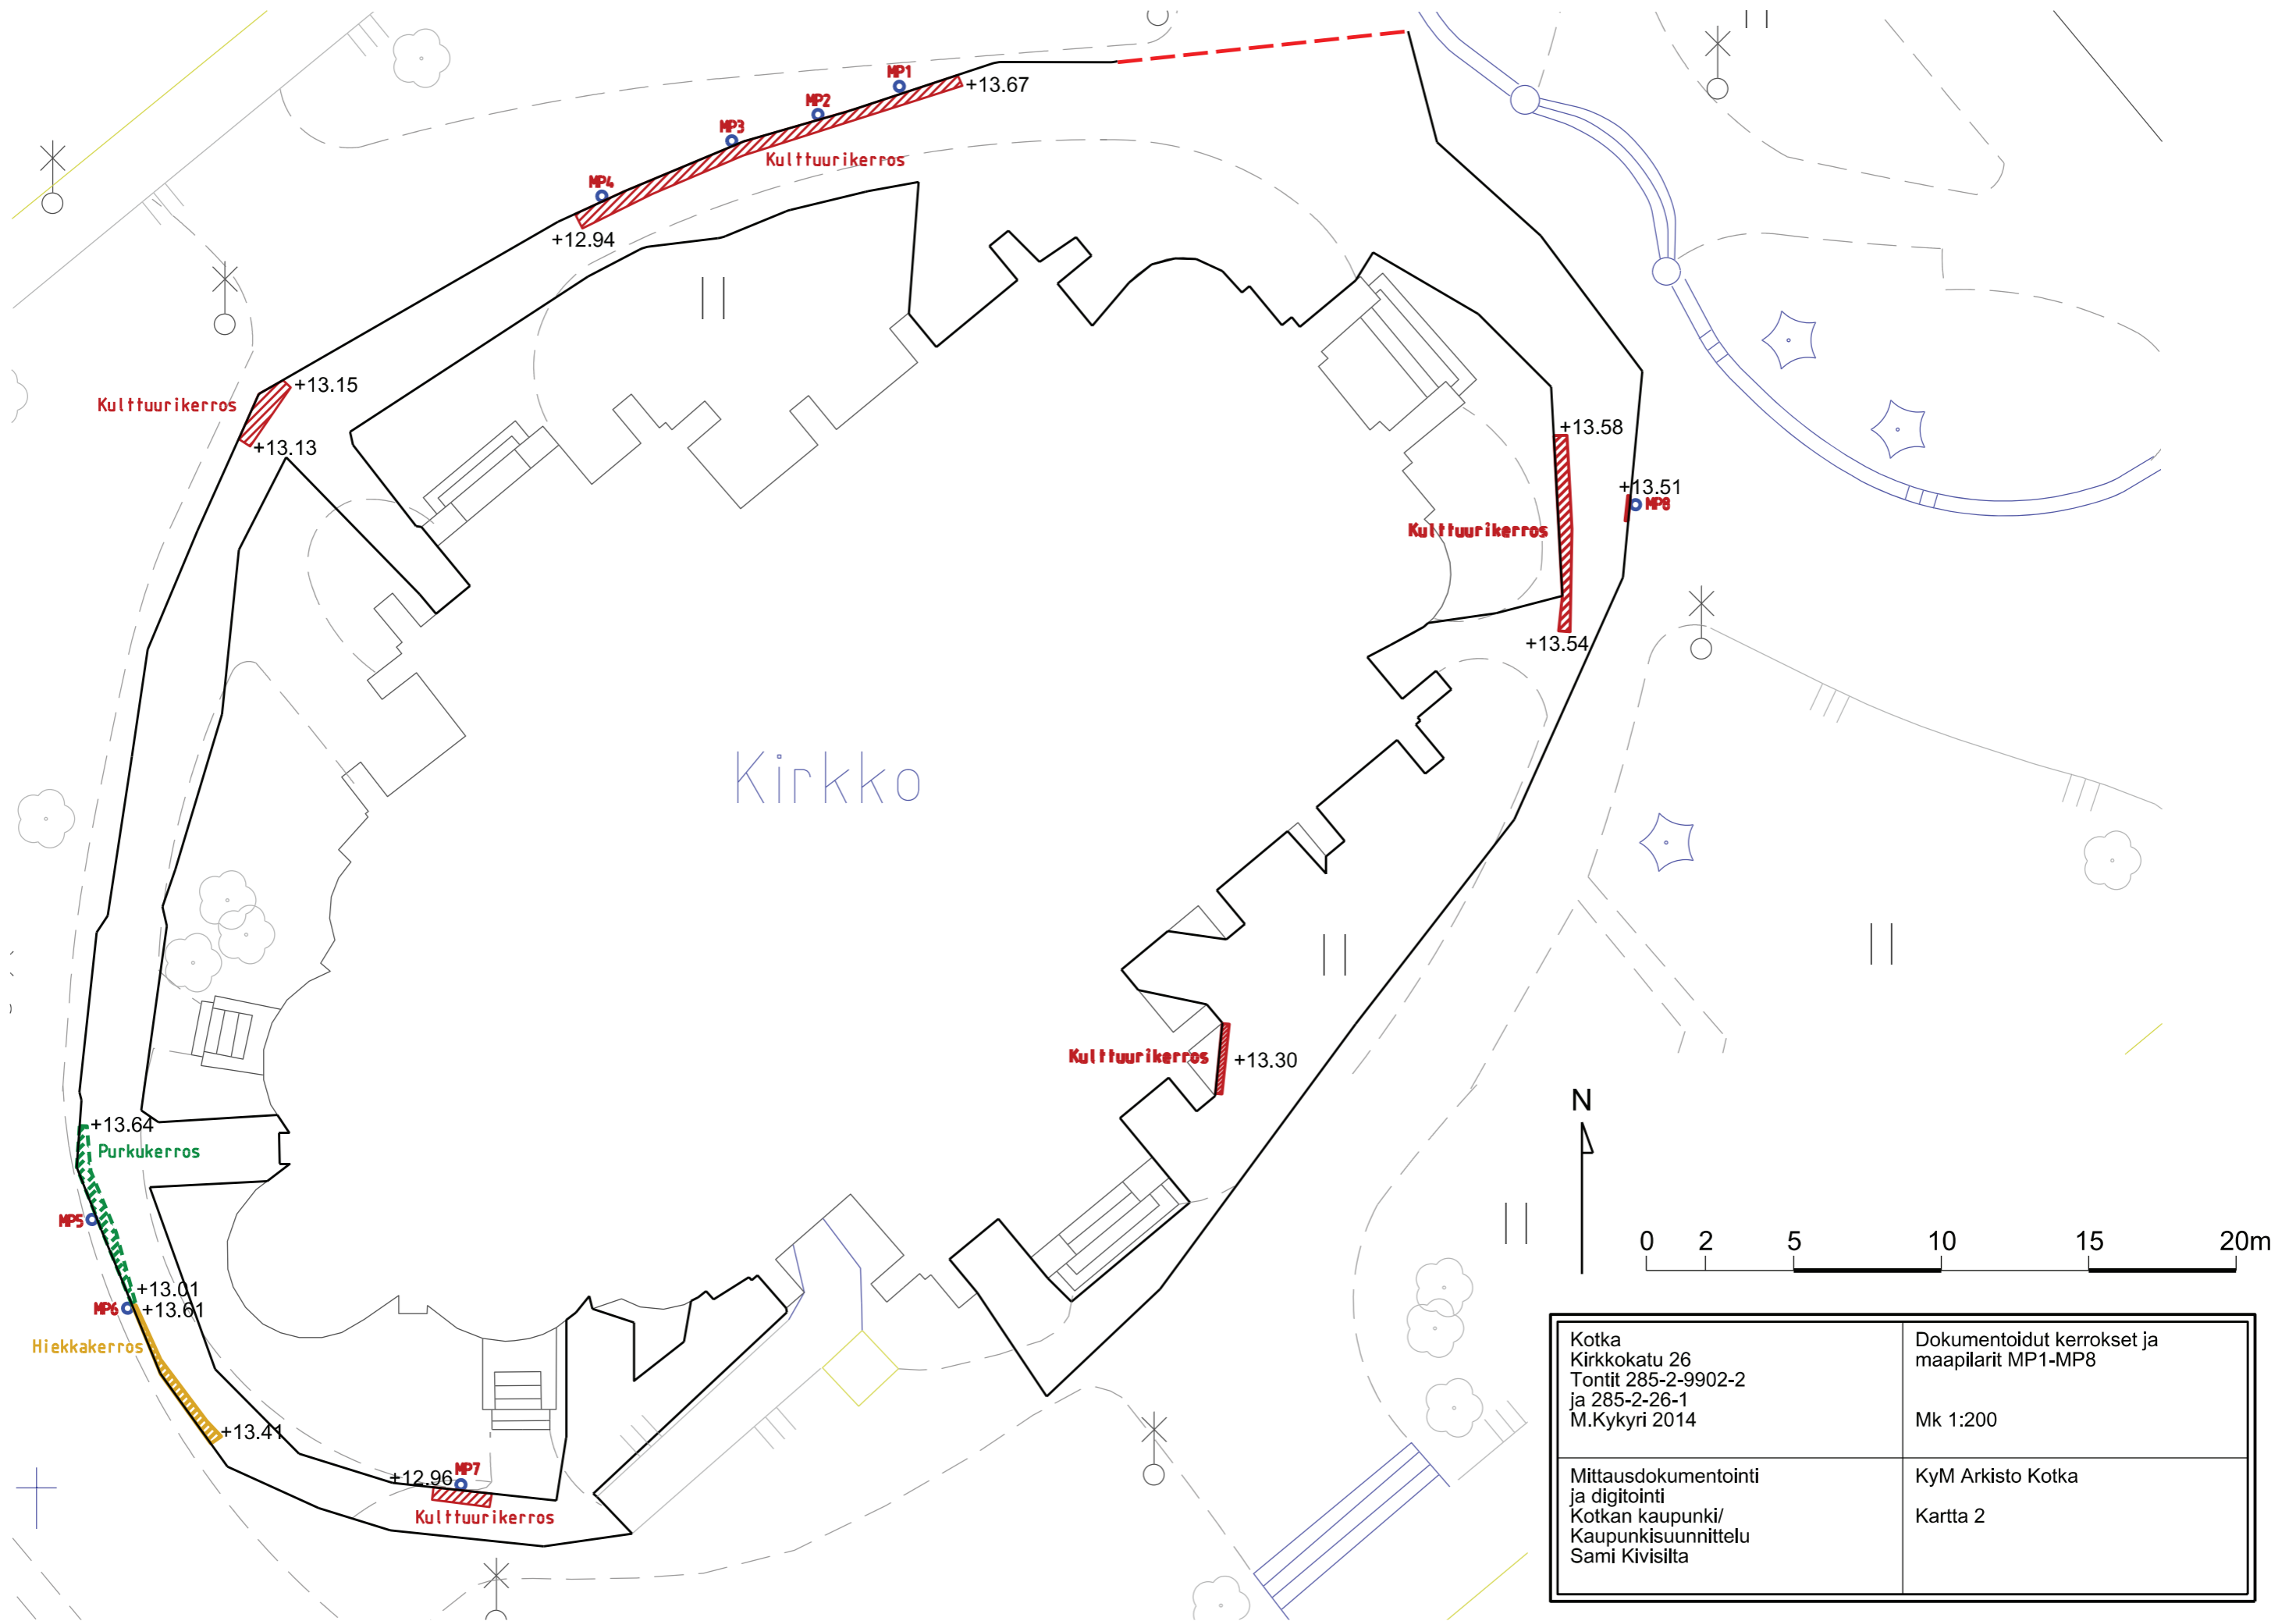 MP1
+13.67
MP2
MP3
Kulttuurikerros
MP4
+12.94
+13.15
Kulttuurikerros
+13.13
+13.58
+13.51
MP8
Kulttuurikerros
+13.54
Kirkko
Kulttuurikerros
+13.30
+13.64
Purkukerros
MP5
+13.01
MP6
+13.61
Hiekkakerros
+13.41
+12.96
MP7
Kulttuurikerros
N
0 2 5 10 15 20m
Kotka
Kirkkokatu 26
Tontit 285-2-9902-2
ja 285-2-26-1
M.Kykyri 2014
Dokumentoidut kerrokset ja
maapilarit MP1-MP8
Mk 1:200
Mittausdokumentointi
ja digitointi
Kotkan kaupunki/
Kaupunkisuunnittelu
Sami Kivisilta
KyM Arkisto Kotka
Kartta 2